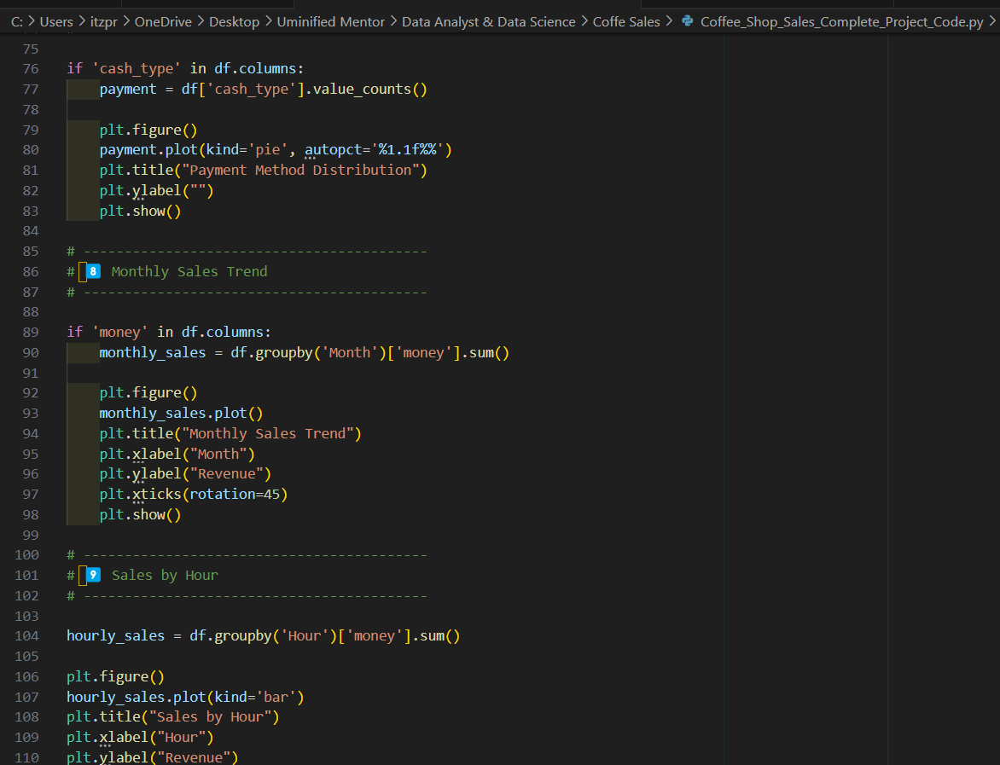 C: > Users > itzpr > OneDrive > Desktop > Uminified Mentor > Data Analyst & Data Science > Coffe Sales > Coffee_Shop_Sales_Complete_Project_Code.py >
75
76 if 'cash_type' in df.columns:
77     payment = df['cash_type'].value_counts()
78
79     plt.figure()
80     payment.plot(kind='pie', autopct='%1.1f%%')
81     plt.title("Payment Method Distribution")
82     plt.ylabel("")
83     plt.show()
84
85 # ------------------------------------------
86 # 8️⃣ Monthly Sales Trend
87 # ------------------------------------------
88
89 if 'money' in df.columns:
90     monthly_sales = df.groupby('Month')['money'].sum()
91
92     plt.figure()
93     monthly_sales.plot()
94     plt.title("Monthly Sales Trend")
95     plt.xlabel("Month")
96     plt.ylabel("Revenue")
97     plt.xticks(rotation=45)
98     plt.show()
99
100 # ------------------------------------------
101 # 9️⃣ Sales by Hour
102 # ------------------------------------------
103
104 hourly_sales = df.groupby('Hour')['money'].sum()
105
106 plt.figure()
107 hourly_sales.plot(kind='bar')
108 plt.title("Sales by Hour")
109 plt.xlabel("Hour")
110 plt.ylabel("Revenue")